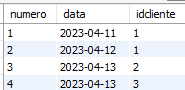 numero data idcliente
1 2023-04-11 1
2 2023-04-12 1
3 2023-04-13 2
4 2023-04-13 3